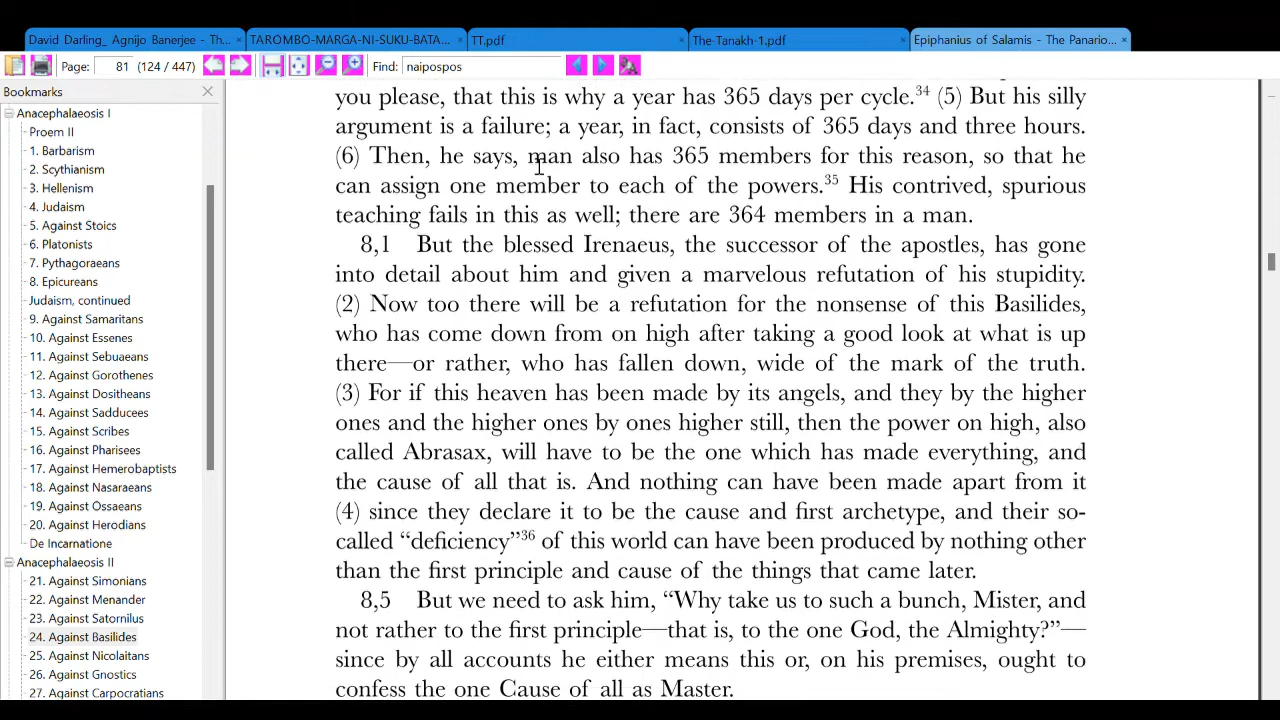 David Darling_ Agnijo Banerjee - Th... ×
TAROMBO-MARGA-NI-SUKU-BATA... ×
TT.pdf ×
The-Tanakh-1.pdf ×
Epiphanius of Salamis - The Panario... ×
Page: 81 (124 / 447) Find: naipospos
Bookmarks ×
Anacephalaeosis I
Proem II
1. Barbarism
2. Scythianism
3. Hellenism
4. Judaism
5. Against Stoics
6. Platonists
7. Pythagoraeans
8. Epicureans
Judaism, continued
9. Against Samaritans
10. Against Essenes
11. Against Sebuaeans
12. Against Gorothenes
13. Against Dositheans
14. Against Sadducees
15. Against Scribes
16. Against Pharisees
17. Against Hemerobaptists
18. Against Nasaraeans
19. Against Ossaeans
20. Against Herodians
De Incarnatione
Anacephalaeosis II
21. Against Simonians
22. Against Menander
23. Against Satornilus
24. Against Basilides
25. Against Nicolaitans
26. Against Gnostics
27. Against Carpocratians
you please, that this is why a year has 365 days per cycle.34 (5) But his silly
argument is a failure; a year, in fact, consists of 365 days and three hours.
(6) Then, he says, man also has 365 members for this reason, so that he
can assign one member to each of the powers.35 His contrived, spurious
teaching fails in this as well; there are 364 members in a man.
8,1 But the blessed Irenaeus, the successor of the apostles, has gone
into detail about him and given a marvelous refutation of his stupidity.
(2) Now too there will be a refutation for the nonsense of this Basilides,
who has come down from on high after taking a good look at what is up
there—or rather, who has fallen down, wide of the mark of the truth.
(3) For if this heaven has been made by its angels, and they by the higher
ones and the higher ones by ones higher still, then the power on high, also
called Abrasax, will have to be the one which has made everything, and
the cause of all that is. And nothing can have been made apart from it
(4) since they declare it to be the cause and first archetype, and their so-
called “deficiency”36 of this world can have been produced by nothing other
than the first principle and cause of the things that came later.
8,5 But we need to ask him, “Why take us to such a bunch, Mister, and
not rather to the first principle—that is, to the one God, the Almighty?”—
since by all accounts he either means this or, on his premises, ought to
confess the one Cause of all as Master.